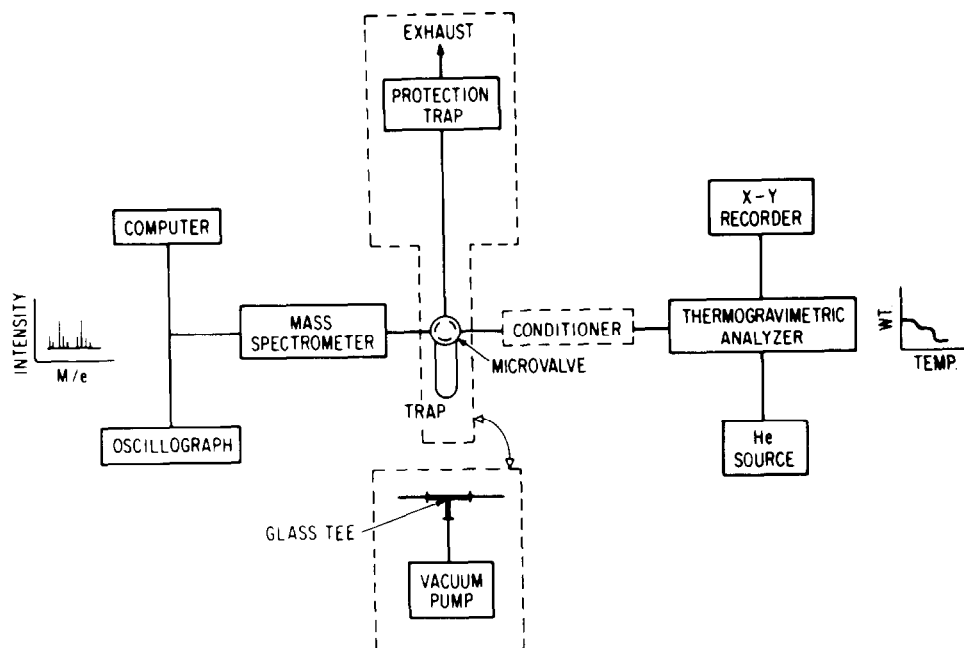 EXHAUST
PROTECTION
TRAP
X-Y
RECORDER
COMPUTER
INTENSITY
M/e
MASS
SPECTROMETER
CONDITIONER
THERMOGRAVIMETRIC
ANALYZER
WT.
TEMP.
MICROVALVE
TRAP
OSCILLOGRAPH
He
SOURCE
GLASS TEE
VACUUM
PUMP